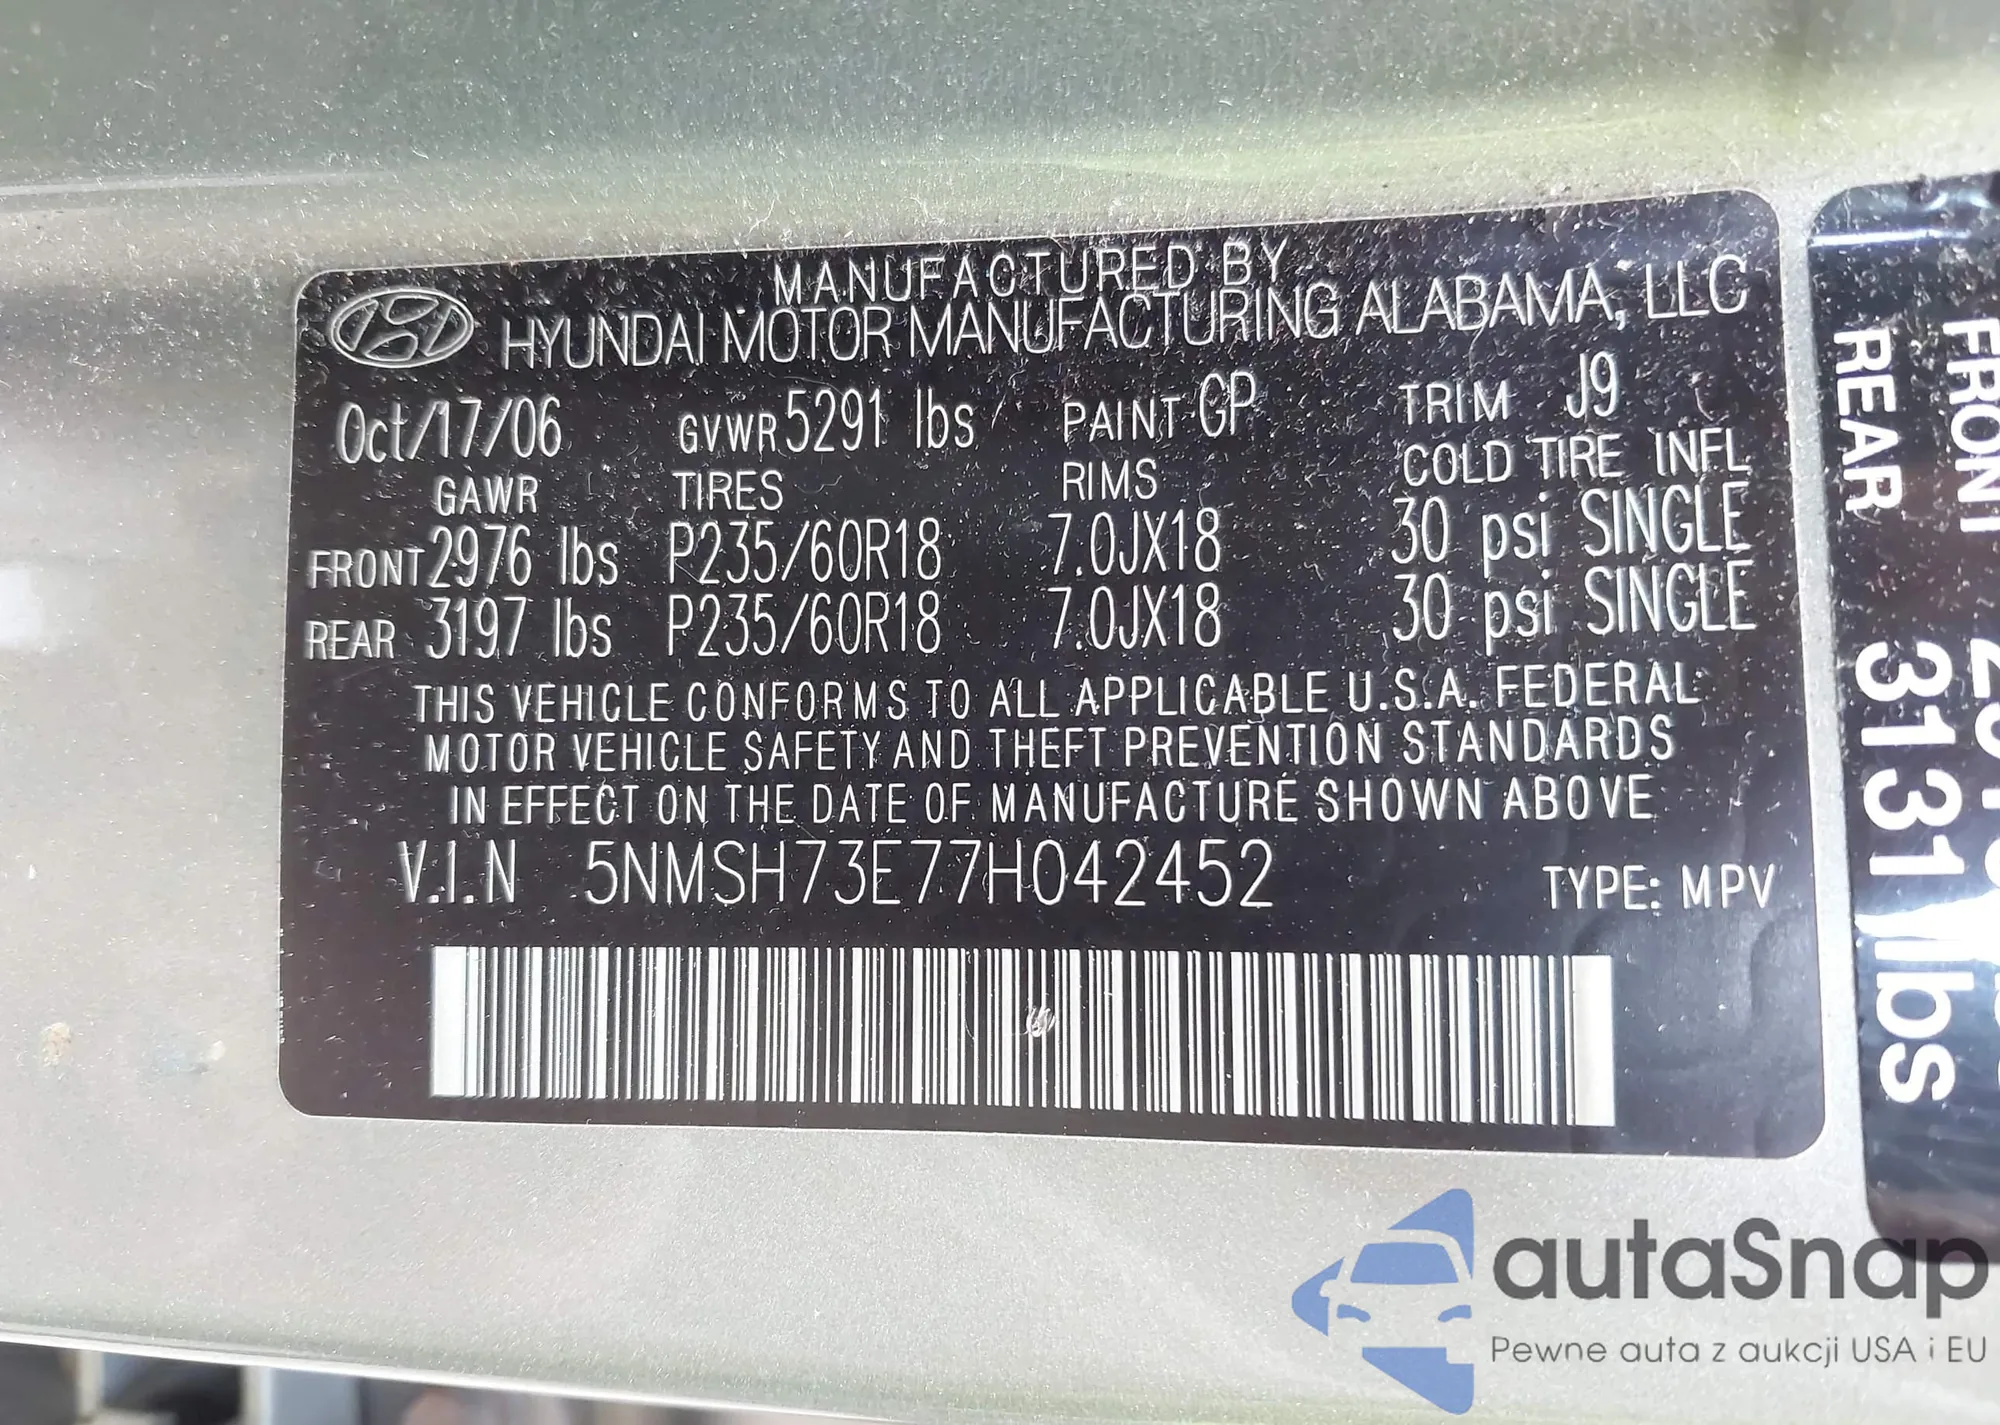 MANUFACTURED BY
HYUNDAI MOTOR MANUFACTURING ALABAMA, LLC
Oct/17/06 GVWR 5291 lbs PAINT GP TRIM J9
GAWR TIRES RIMS COLD TIRE INFL
FRONT 2976 lbs P235/60R18 7.0JX18 30 psi SINGLE
REAR 3197 lbs P235/60R18 7.0JX18 30 psi SINGLE
THIS VEHICLE CONFORMS TO ALL APPLICABLE U.S.A. FEDERAL
MOTOR VEHICLE SAFETY AND THEFT PREVENTION STANDARDS
IN EFFECT ON THE DATE OF MANUFACTURE SHOWN ABOVE
V.I.N 5NMSH73E77H042452 TYPE: MPV
FRONT
REAR 3131 lbs
autaSnap
Pewne auta z aukcji USA i EU